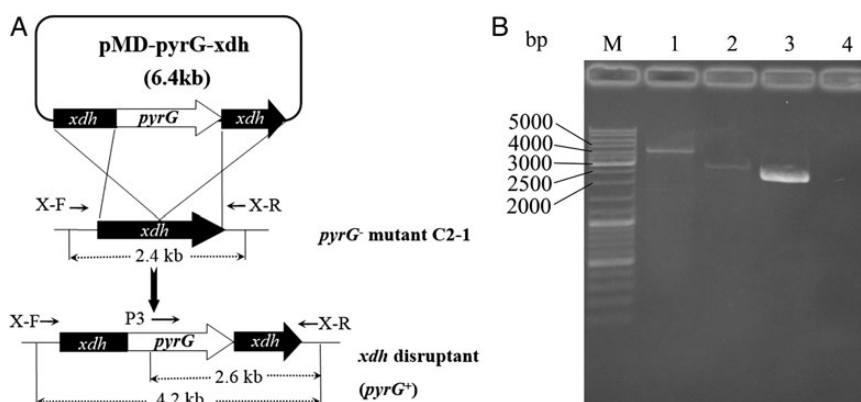 A
pMD-pyrG-xdh
(6.4kb)
xdh pyrG xdh
X-F X-R
xdh
pyrG- mutant C2-1
2.4 kb
X-F P3 X-R
xdh pyrG xdh
xdh disruptant
2.6 kb
(pyrG+)
4.2 kb
B
bp M 1 2 3 4
5000
4000
3000
2500
2000